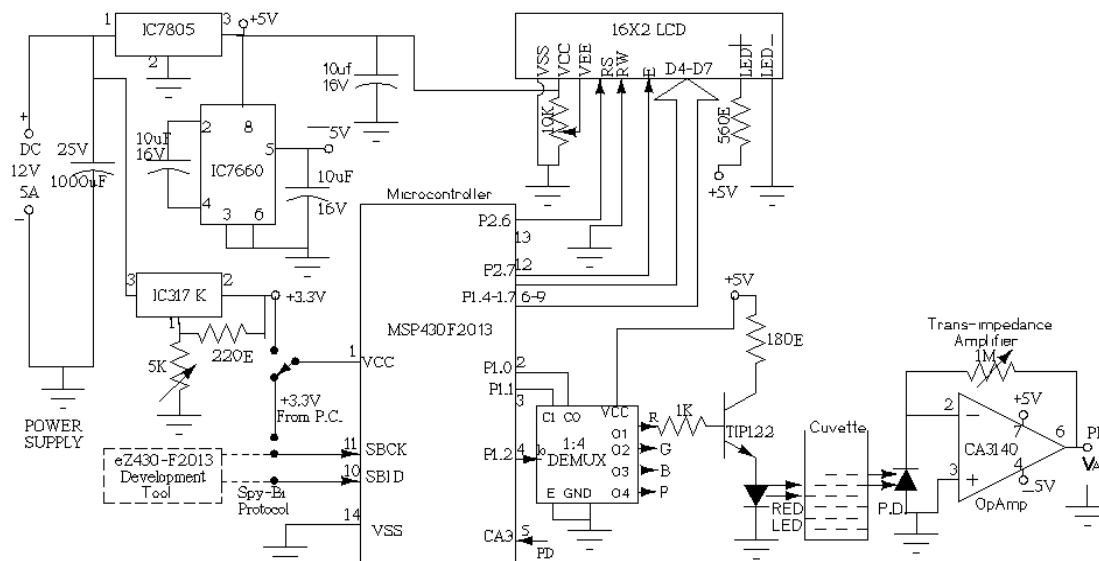 16X2 LCD
VSS
VCC
VEE
RS
RW
E
D4-D7
LED+
LED-
1
IC7805
3
+5V
2
10uf
16V
10K
560E
+5V
+
DC
12V
5A
-
25V
1000uF
10uF
16V
2
8
5
IC7660
4
3
6
5V
10uF
16V
Microcontroller
P2.6
13
P2.7
12
P1.4-1.7
6-9
MSP430F2013
3
IC317 K
2
1
+3.3V
220E
5K
1
VCC
+3.3V
From P.C.
POWER
SUPPLY
eZ430-F2013
Development
Tool
Spy-Bi
Protocol
11
SBCK
10
SBID
14
VSS
P1.0
2
P1.1
3
P1.2
4
CA3
5
PD
C1
C0
VCC
1:4
DEMUX
O1
O2
O3
O4
E
GND
R
G
B
P
1K
TIP122
+5V
180E
RED
LED
Cuvette
P.D.
Trans-impedance
Amplifier
1M
2
-
+5V
7
CA3140
6
3
+
4
-5V
OpAmp